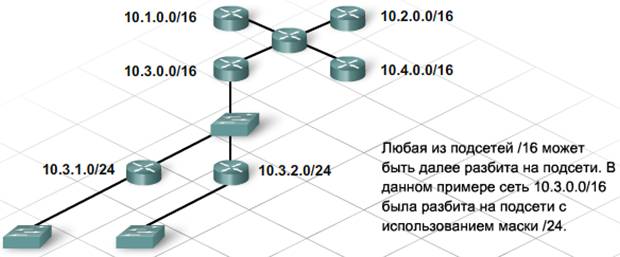 10.1.0.0/16
10.2.0.0/16
10.3.0.0/16
10.4.0.0/16
10.3.1.0/24
10.3.2.0/24
Любая из подсетей /16 может
быть далее разбита на подсети. В
данном примере сеть 10.3.0.0/16
была разбита на подсети с
использованием маски /24.